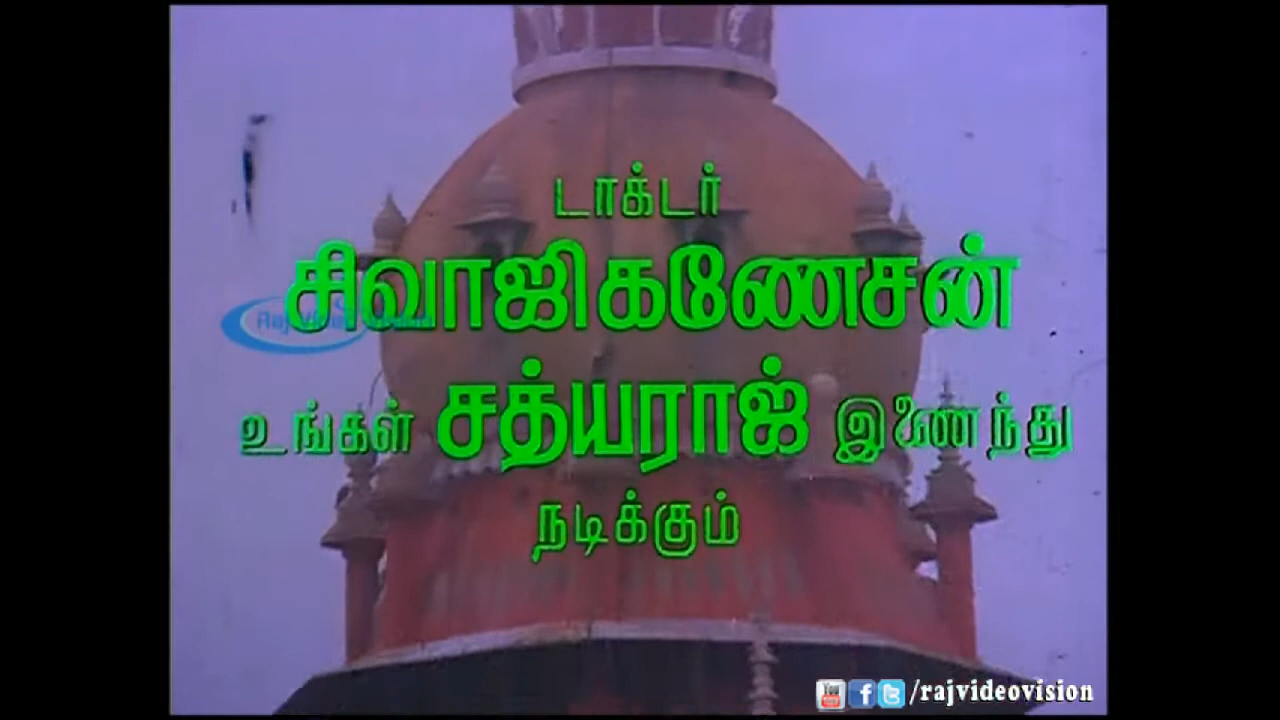 டாக்டர்
சிவாஜிகணேசன்
உங்கள் சத்யராஜ் இணைந்து
நடிக்கும்
/rajvideovision